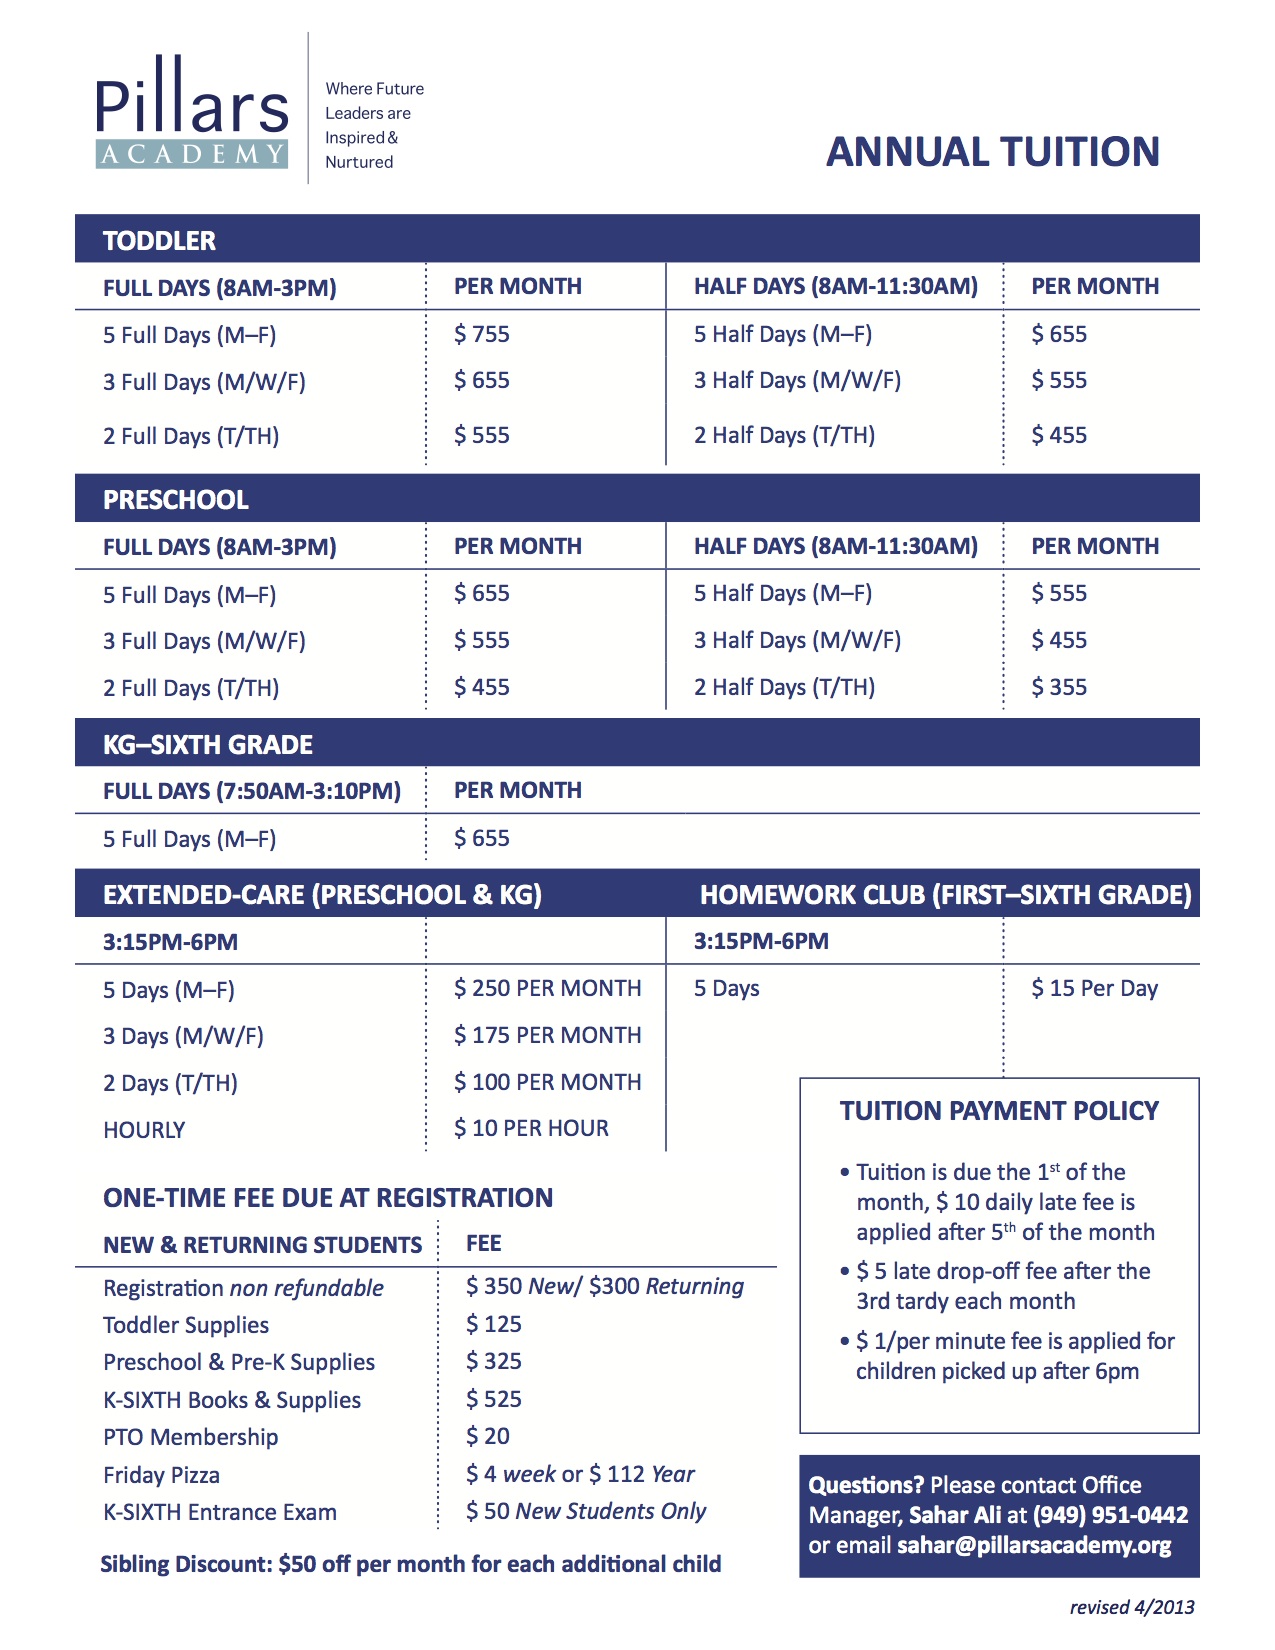 Pillars
ACADEMY
Where Future
Leaders are
Inspired &
Nurtured
ANNUAL TUITION
TODDLER
FULL DAYS (8AM-3PM) PER MONTH HALF DAYS (8AM-11:30AM) PER MONTH
5 Full Days (M–F) $ 755 5 Half Days (M–F) $ 655
3 Full Days (M/W/F) $ 655 3 Half Days (M/W/F) $ 555
2 Full Days (T/TH) $ 555 2 Half Days (T/TH) $ 455
PRESCHOOL
FULL DAYS (8AM-3PM) PER MONTH HALF DAYS (8AM-11:30AM) PER MONTH
5 Full Days (M–F) $ 655 5 Half Days (M–F) $ 555
3 Full Days (M/W/F) $ 555 3 Half Days (M/W/F) $ 455
2 Full Days (T/TH) $ 455 2 Half Days (T/TH) $ 355
KG–SIXTH GRADE
FULL DAYS (7:50AM-3:10PM) PER MONTH
5 Full Days (M–F) $ 655
EXTENDED-CARE (PRESCHOOL & KG) HOMEWORK CLUB (FIRST–SIXTH GRADE)
3:15PM-6PM 3:15PM-6PM
5 Days (M–F) $ 250 PER MONTH 5 Days $ 15 Per Day
3 Days (M/W/F) $ 175 PER MONTH
2 Days (T/TH) $ 100 PER MONTH
HOURLY $ 10 PER HOUR
ONE-TIME FEE DUE AT REGISTRATION
NEW & RETURNING STUDENTS FEE
Registration non refundable $ 350 New/ $300 Returning
Toddler Supplies $ 125
Preschool & Pre-K Supplies $ 325
K-SIXTH Books & Supplies $ 525
PTO Membership $ 20
Friday Pizza $ 4 week or $ 112 Year
K-SIXTH Entrance Exam $ 50 New Students Only
Sibling Discount: $50 off per month for each additional child
TUITION PAYMENT POLICY
• Tuition is due the 1st of the
month, $ 10 daily late fee is
applied after 5th of the month
• $ 5 late drop-off fee after the
3rd tardy each month
• $ 1/per minute fee is applied for
children picked up after 6pm
Questions? Please contact Office
Manager, Sahar Ali at (949) 951-0442
or email sahar@pillarsacademy.org
revised 4/2013